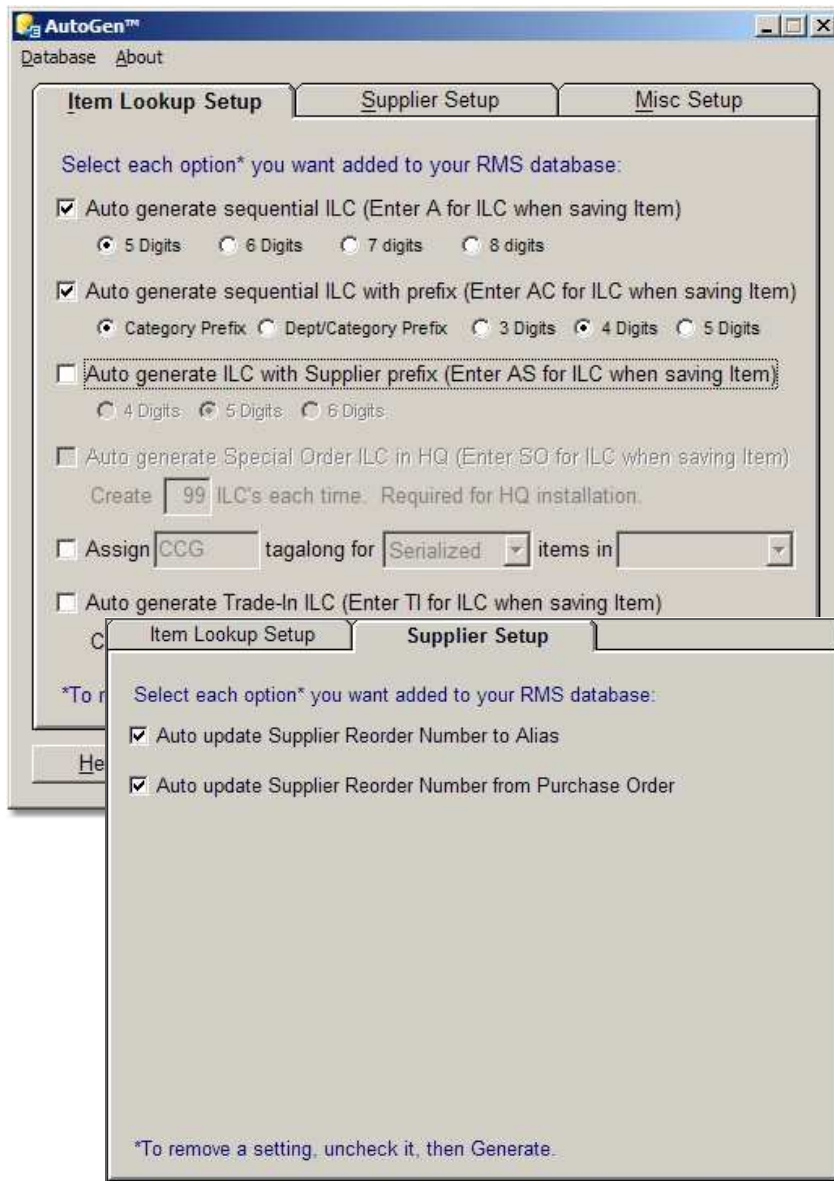 AutoGen™
Database About
Item Lookup Setup Supplier Setup Misc Setup
Select each option* you want added to your RMS database:
Auto generate sequential ILC (Enter A for ILC when saving Item)
5 Digits 6 Digits 7 digits 8 digits
Auto generate sequential ILC with prefix (Enter AC for ILC when saving Item)
Category Prefix Dept/Category Prefix 3 Digits 4 Digits 5 Digits
Auto generate ILC with Supplier prefix (Enter AS for ILC when saving Item)
4 Digits 5 Digits 6 Digits
Auto generate Special Order ILC in HQ (Enter SO for ILC when saving Item)
Create 99 ILC's each time. Required for HQ installation.
Assign CCG tagalong for Serialized items in
Auto generate Trade-In ILC (Enter TI for ILC when saving Item)
Item Lookup Setup Supplier Setup
Select each option* you want added to your RMS database:
Auto update Supplier Reorder Number to Alias
Auto update Supplier Reorder Number from Purchase Order
*To remove a setting, uncheck it, then Generate.